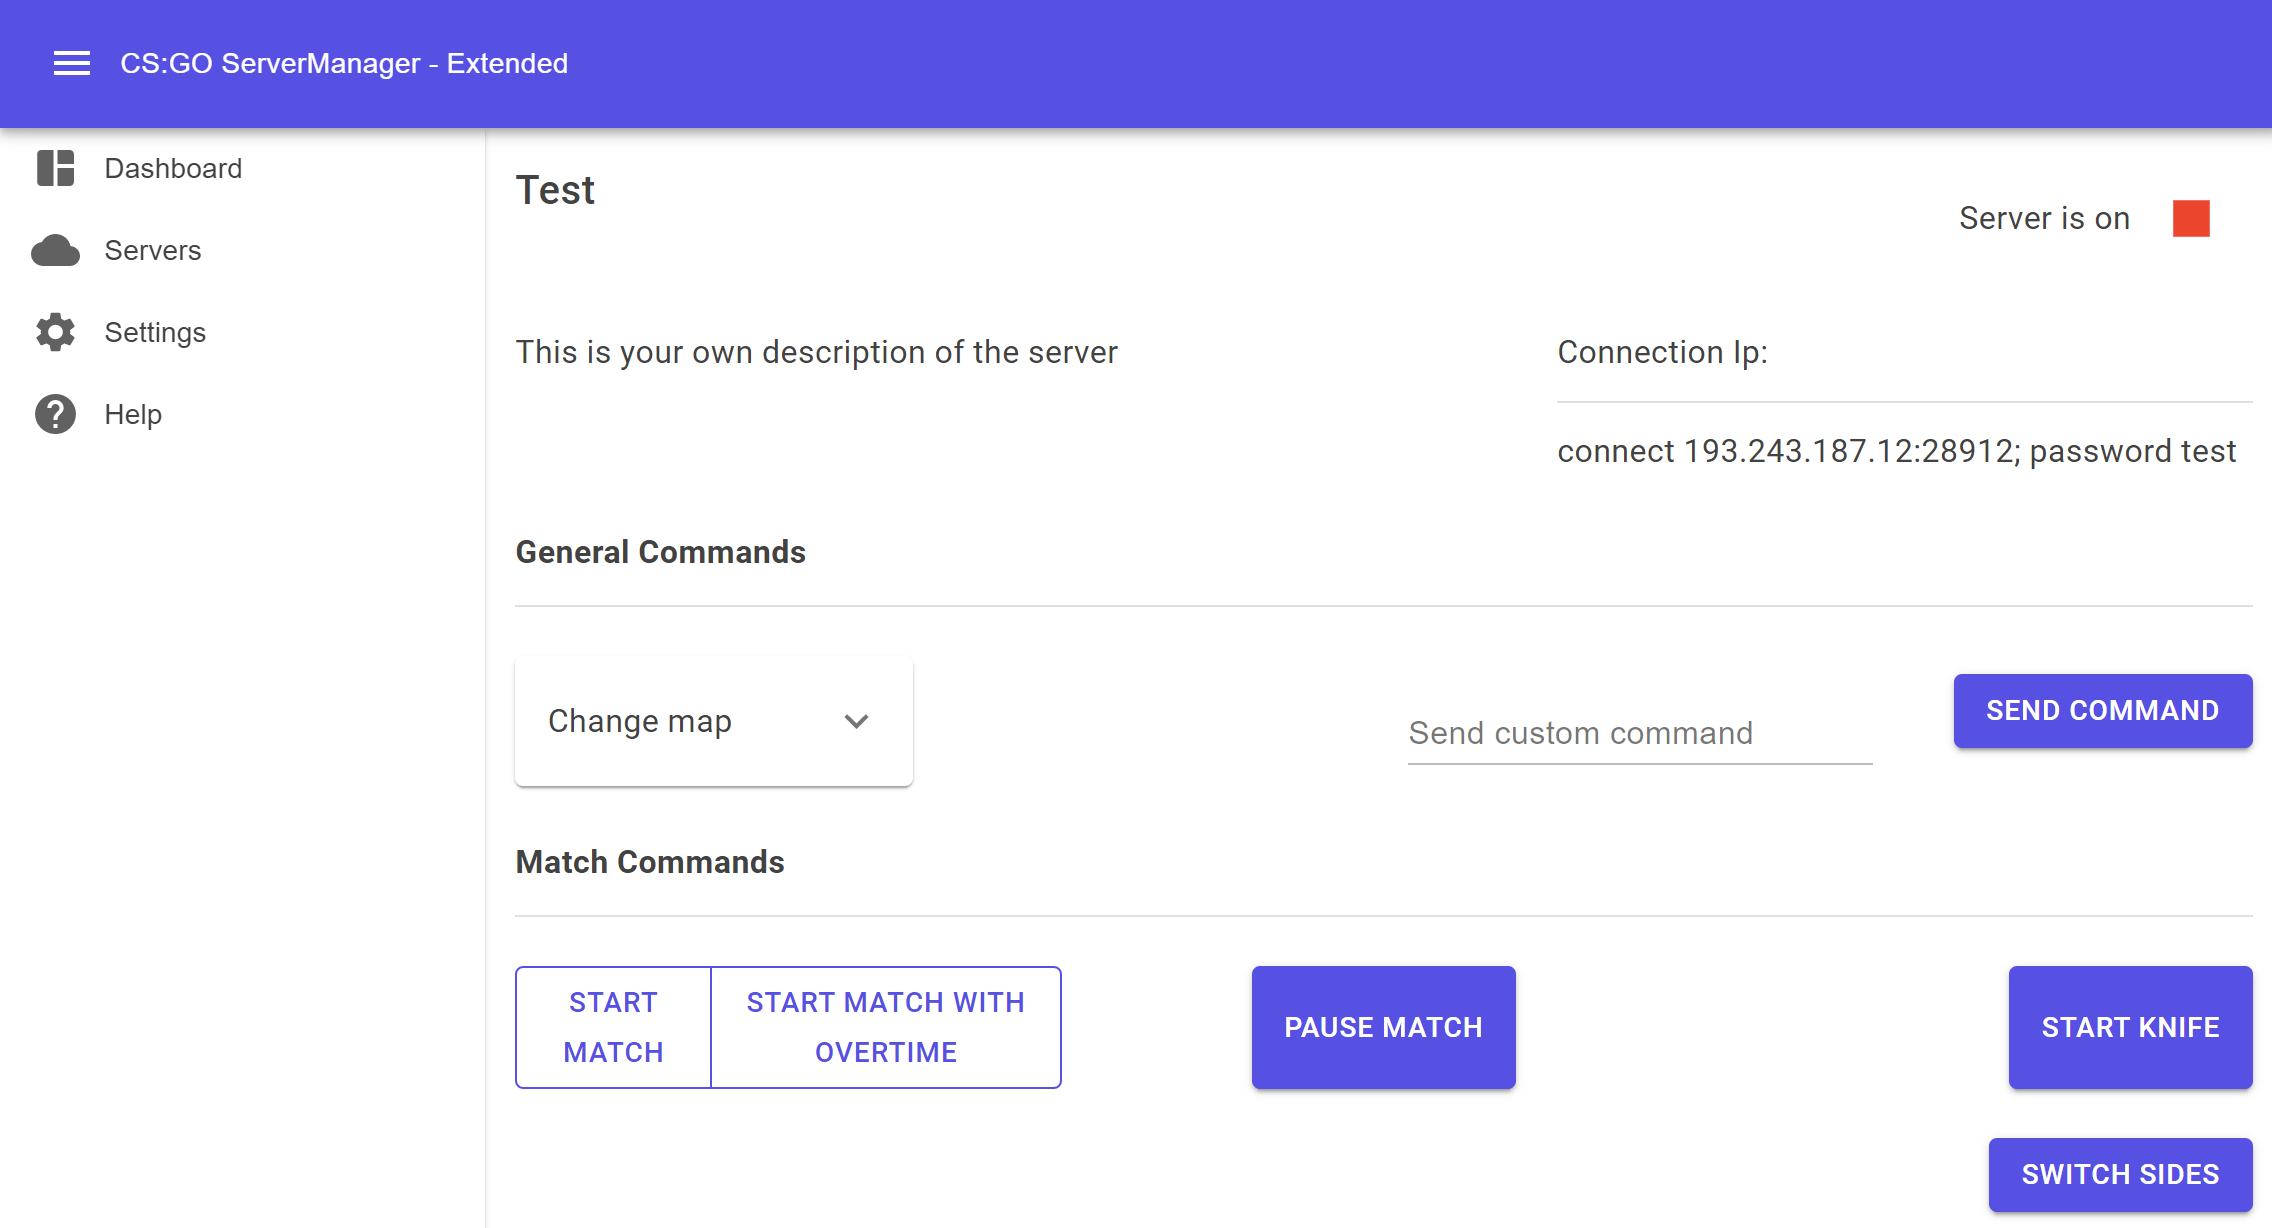 CS:GO ServerManager - Extended
Dashboard
Servers
Settings
Help
Test
Server is on
This is your own description of the server
Connection Ip:
connect 193.243.187.12:28912; password test
General Commands
Change map
Send custom command
SEND COMMAND
Match Commands
START
MATCH
START MATCH WITH
OVERTIME
PAUSE MATCH
START KNIFE
SWITCH SIDES